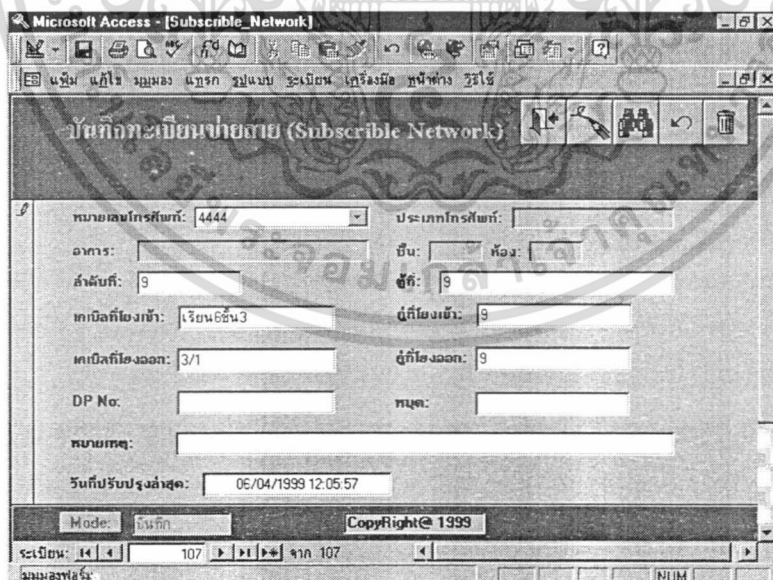 Microsoft Access - [Subscrible_Network]
แฟ้ม แก้ไข มุมมอง แทรก รูปแบบ ระเบียน เครื่องมือ หน้าต่าง วิธีใช้
บันทึกทะเบียนข่ายสาย (Subscrible Network)
หมายเลขโทรศัพท์: 4444 ประเภทโทรศัพท์:
อาคาร: ชั้น: ห้อง:
ลำดับที่: 9 ตู้ที่: 9
เคเบิลที่โยงเข้า: เรียน6ชั้น3 คู่ที่โยงเข้า: 9
เคเบิลที่โยงออก: 3/1 คู่ที่โยงออก: 9
DP No: หมุด:
หมายเหตุ:
วันที่ปรับปรุงล่าสุด: 06/04/1999 12:05:57
Mode: บันทึก CopyRight@ 1999
ระเบียน: 107 จาก 107
มุมมองฟอร์ม NUM